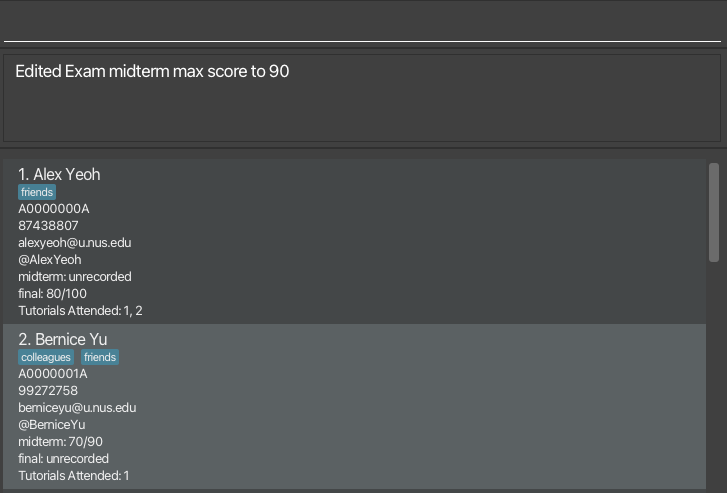 Edited Exam midterm max score to 90
1. Alex Yeoh
friends
A0000000A
87438807
alexyeoh@u.nus.edu
@AlexYeoh
midterm: unrecorded
final: 80/100
Tutorials Attended: 1, 2
2. Bernice Yu
colleagues friends
A0000001A
99272758
berniceyu@u.nus.edu
@BerniceYu
midterm: 70/90
final: unrecorded
Tutorials Attended: 1